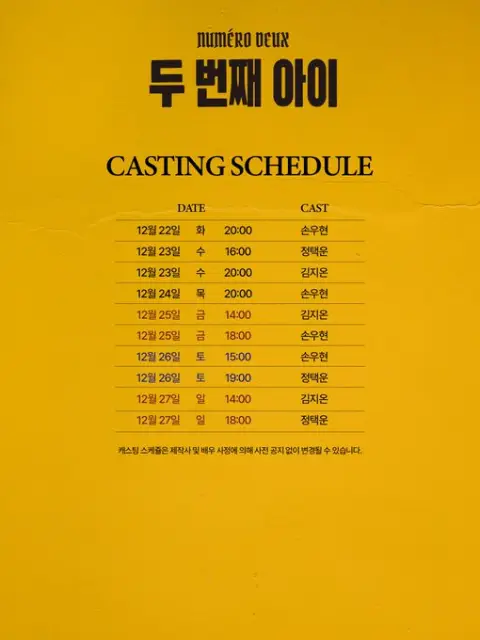 NUMÉRO DEUX
두 번째 아이
CASTING SCHEDULE
DATE CAST
12월 22일 화 20:00 손우현
12월 23일 수 16:00 정택운
12월 23일 수 20:00 김지온
12월 24일 목 20:00 손우현
12월 25일 금 14:00 김지온
12월 25일 금 18:00 손우현
12월 26일 토 15:00 손우현
12월 26일 토 19:00 정택운
12월 27일 일 14:00 김지온
12월 27일 일 18:00 정택운
캐스팅 스케줄은 제작사 및 배우 사정에 의해 사전 공지 없이 변경될 수 있습니다.